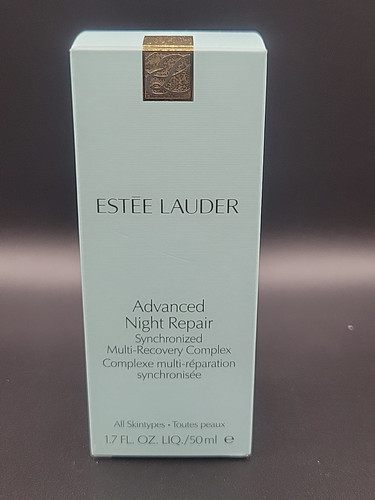 ESTĒE LAUDER
Advanced
Night Repair
Synchronized
Multi-Recovery Complex
Complexe multi-réparation
synchronisée
All Skintypes • Toutes peaux
1.7 FL. OZ. LIQ./50 ml ℮